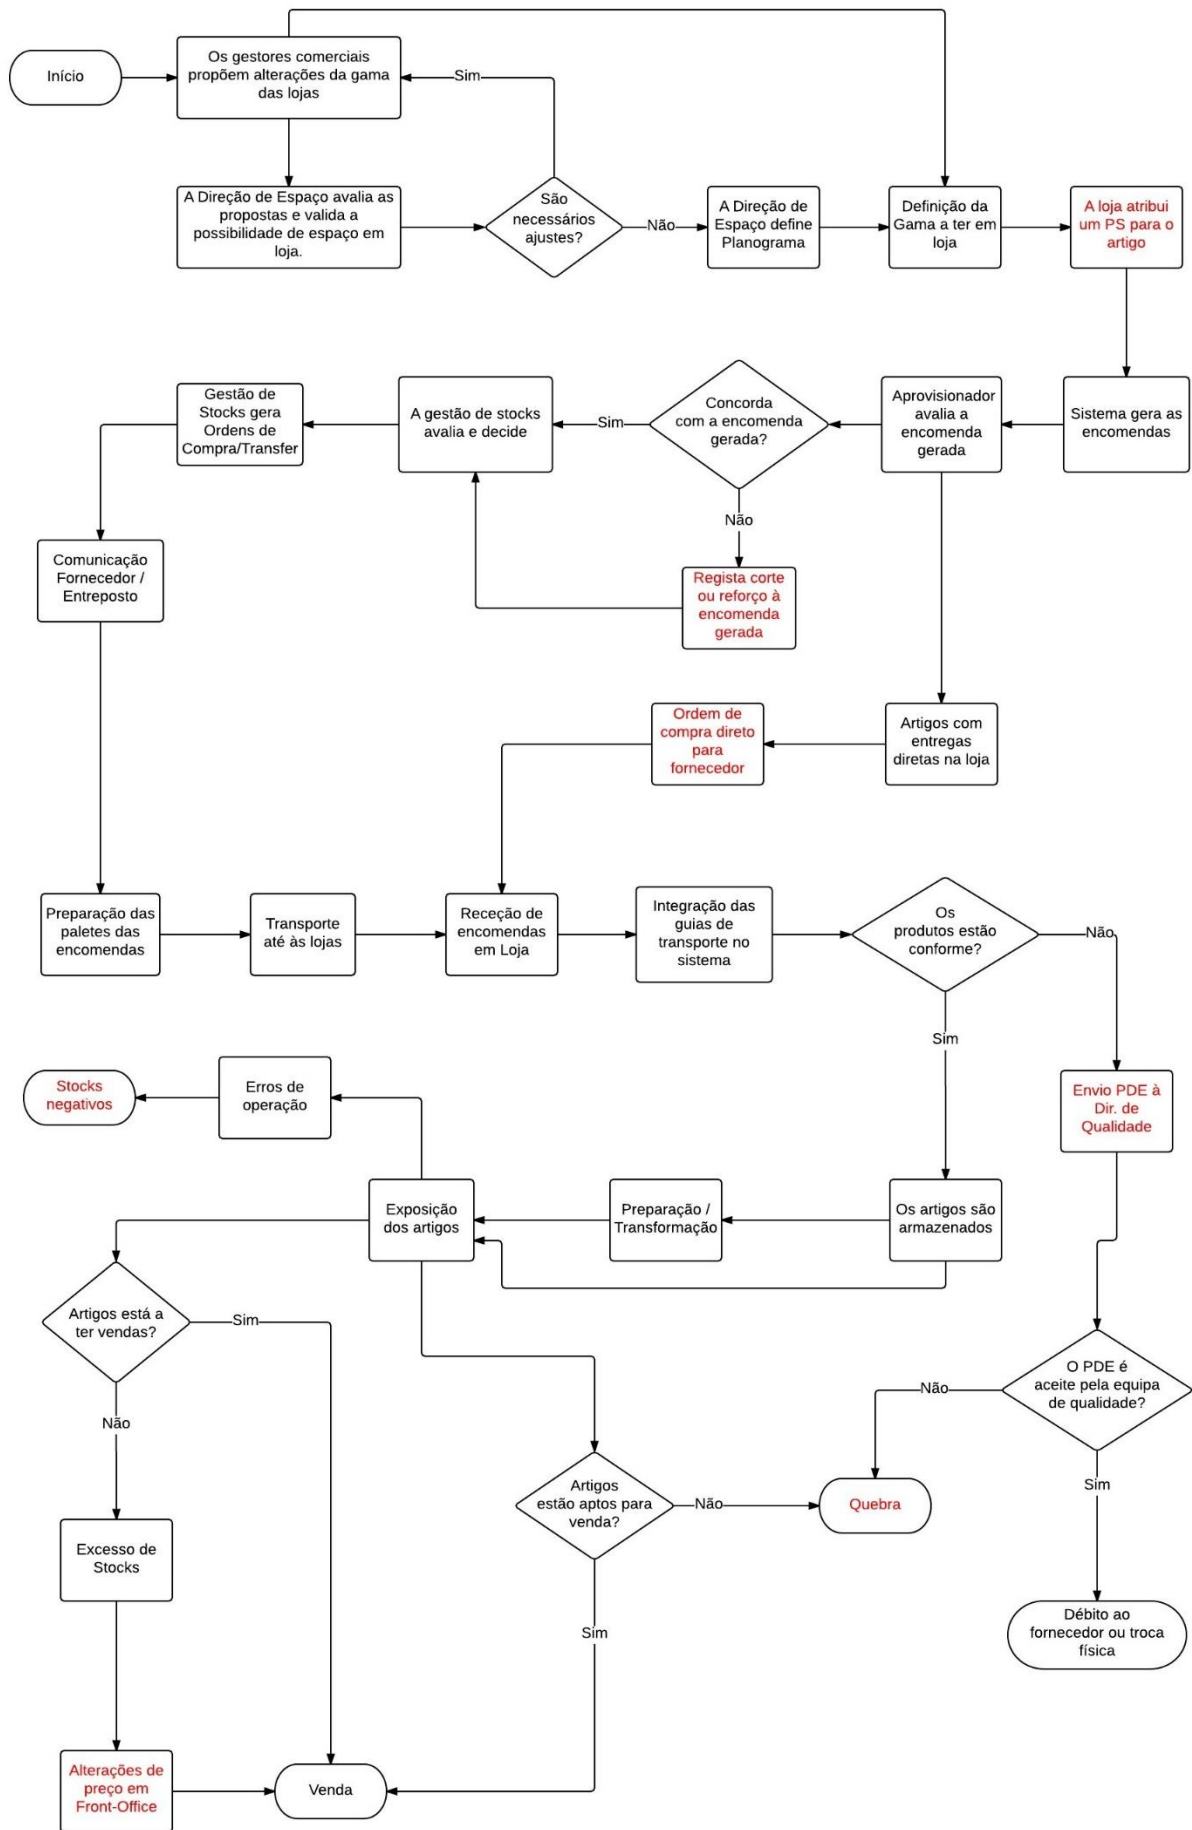 Início
Os gestores comerciais
propõem alterações da gama
das lojas
Sim
A Direção de Espaço avalia as
propostas e valida a
possibilidade de espaço em
loja.
São
necessários
ajustes?
Não
A Direção de
Espaço define
Planograma
Definição da
Gama a ter em
loja
A loja atribui
um PS para o
artigo
Sistema gera as
encomendas
Aprovisionador
avalia a
encomenda
gerada
Concorda
com a encomenda
gerada?
Sim
A gestão de stocks
avalia e decide
Gestão de
Stocks gera
Ordens de
Compra/Transfer
Não
Comunicação
Fornecedor /
Entreposto
Regista corte
ou reforço à
encomenda
gerada
Artigos com
entregas
diretas na loja
Ordem de
compra direto
para
fornecedor
Preparação das
paletes das
encomendas
Transporte
até às lojas
Receção de
encomendas
em Loja
Integração das
guias de
transporte no
sistema
Os
produtos estão
conforme?
Não
Sim
Stocks
negativos
Erros de
operação
Envio PDE à
Dir. de
Qualidade
Exposição
dos artigos
Preparação /
Transformação
Os artigos são
armazenados
Artigos está a
ter vendas?
Sim
Não
O PDE é
aceite pela equipa
de qualidade?
Não
Sim
Artigos
estão aptos para
venda?
Não
Quebra
Excesso de
Stocks
Sim
Débito ao
fornecedor ou troca
física
Alterações de
preço em
Front-Office
Venda